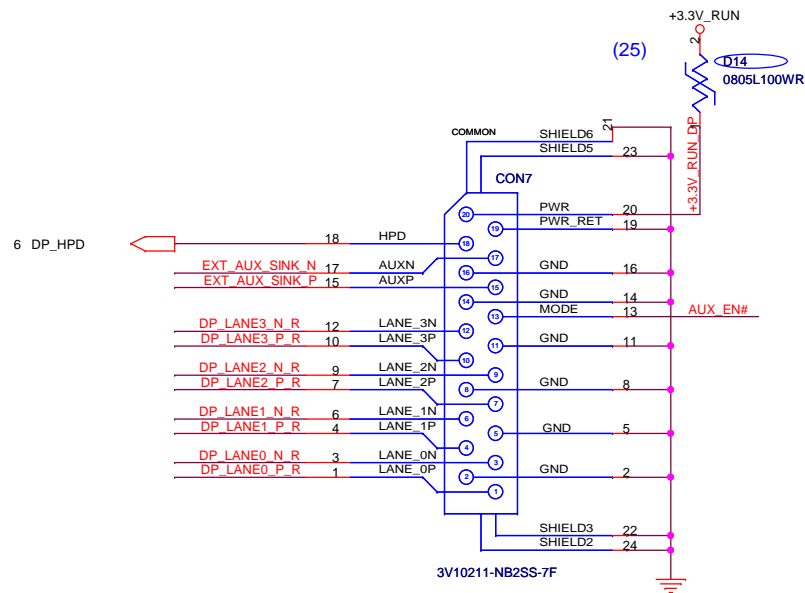 +3.3V_RUN
(25)
2
D14
0805L100WR
1
+3.3V_RUN_DP
COMMON
SHIELD6
21
SHIELD5
23
CON7
PWR
20
PWR_RET
19
6 DP_HPD
18
HPD
EXT_AUX_SINK_N
17
AUXN
GND
16
EXT_AUX_SINK_P
15
AUXP
GND
14
MODE
13
AUX_EN#
DP_LANE3_N_R
12
LANE_3N
DP_LANE3_P_R
10
LANE_3P
GND
11
DP_LANE2_N_R
9
LANE_2N
DP_LANE2_P_R
7
LANE_2P
GND
8
DP_LANE1_N_R
6
LANE_1N
DP_LANE1_P_R
4
LANE_1P
GND
5
DP_LANE0_N_R
3
LANE_0N
DP_LANE0_P_R
1
LANE_0P
GND
2
20
19
18
17
16
15
14
13
12
11
10
9
8
7
6
5
4
3
2
1
SHIELD3
22
SHIELD2
24
3V10211-NB2SS-7F